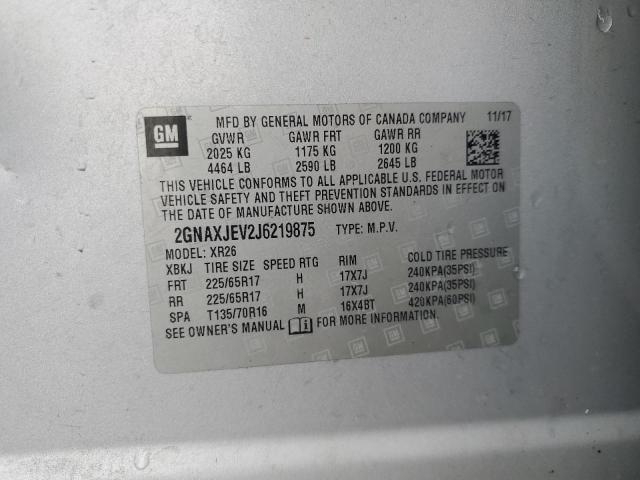 GM
MFD BY GENERAL MOTORS OF CANADA COMPANY 11/17
GVWR GAWR FRT GAWR RR
2025 KG 1175 KG 1200 KG
4464 LB 2590 LB 2645 LB
THIS VEHICLE CONFORMS TO ALL APPLICABLE U.S. FEDERAL MOTOR
VEHICLE SAFETY AND THEFT PREVENTION STANDARDS IN EFFECT ON
THE DATE OF MANUFACTURE SHOWN ABOVE.
2GNAXJEV2J6219875 TYPE: M.P.V.
MODEL: XR26
XBKJ TIRE SIZE SPEED RTG RIM COLD TIRE PRESSURE
FRT 225/65R17 H 17X7J 240KPA(35PSI)
RR 225/65R17 H 17X7J 240KPA(35PSI)
SPA T135/70R16 M 16X4BT 420KPA(60PSI)
SEE OWNER'S MANUAL FOR MORE INFORMATION.